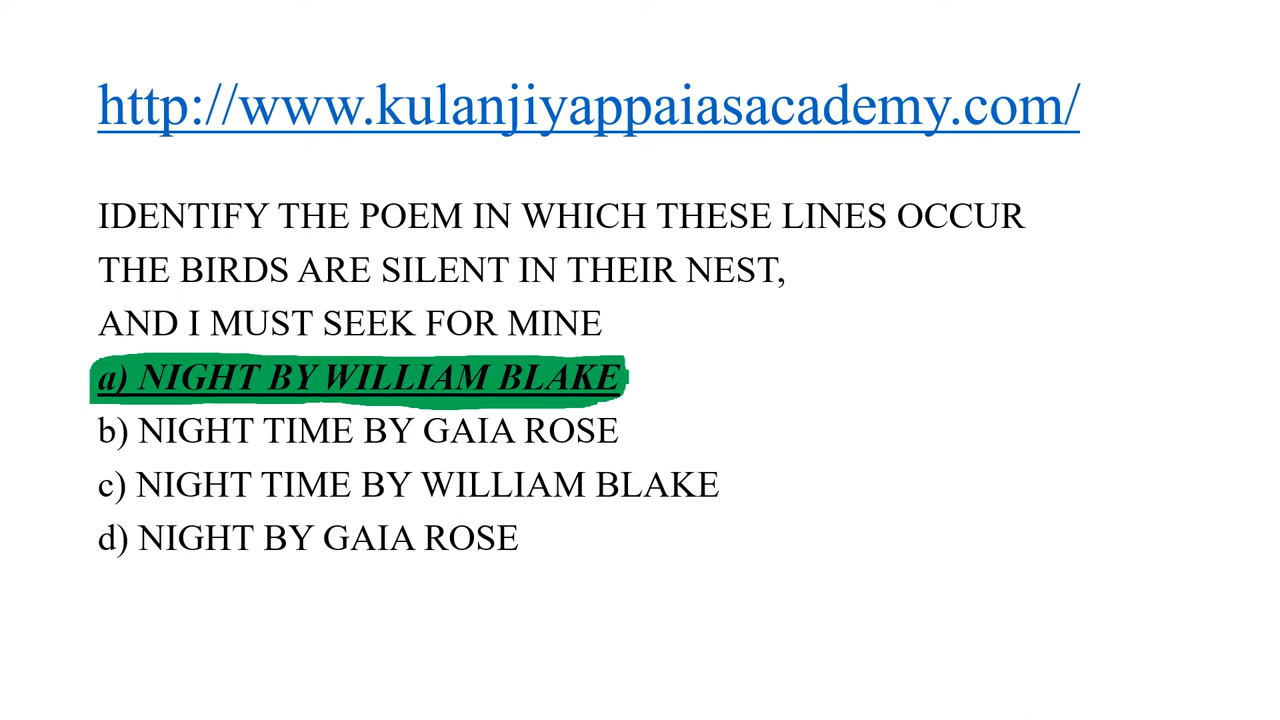 http://www.kulanjiyappaiasacademy.com/
IDENTIFY THE POEM IN WHICH THESE LINES OCCUR
THE BIRDS ARE SILENT IN THEIR NEST,
AND I MUST SEEK FOR MINE
a) NIGHT BY WILLIAM BLAKE
b) NIGHT TIME BY GAIA ROSE
c) NIGHT TIME BY WILLIAM BLAKE
d) NIGHT BY GAIA ROSE